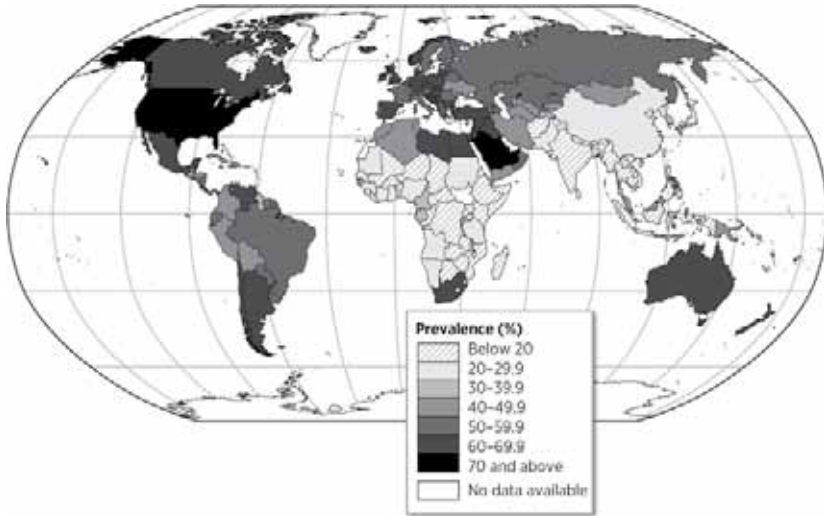 Prevalence (%)
Below 20
20–29.9
30–39.9
40–49.9
50–59.9
60–69.9
70 and above
No data available